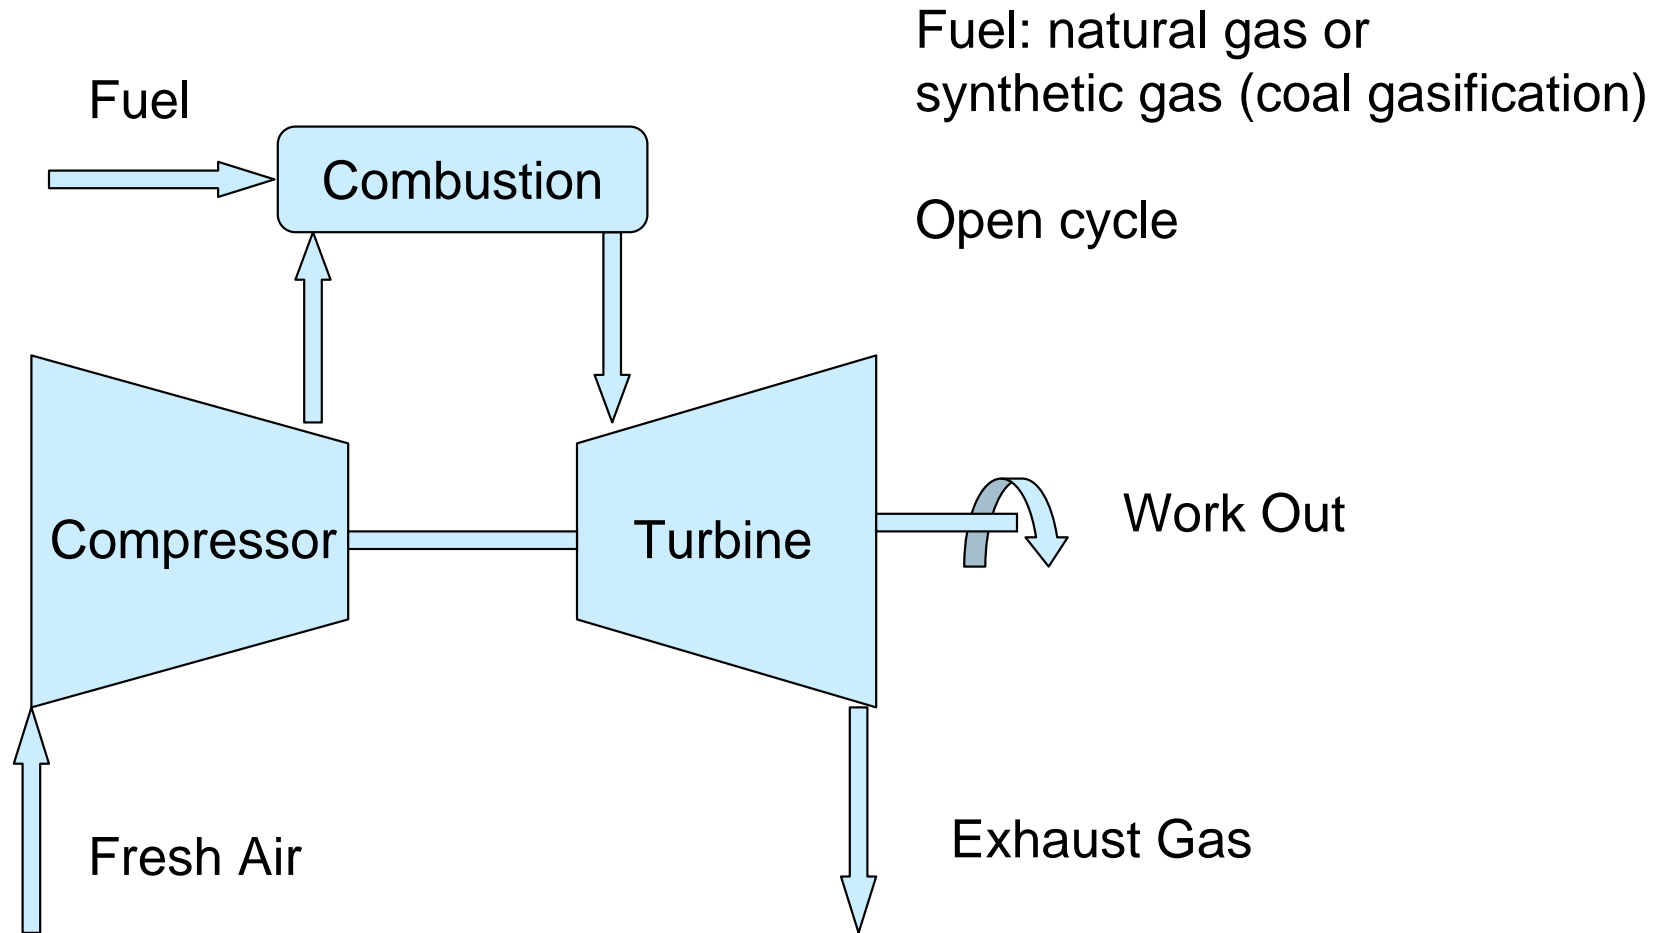 Fuel: natural gas or
synthetic gas (coal gasification)
Fuel
Combustion
Open cycle
Compressor
Turbine
Work Out
Fresh Air
Exhaust Gas